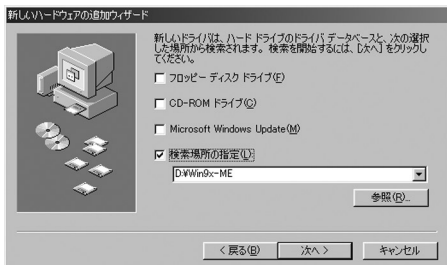 新しいハードウェアの追加ウィザード
新しいドライバは、ハード ドライブのドライバ データベースと、次の選択
した場所から検索されます。検索を開始するには、[次へ] をクリックし
てください。
フロッピー ディスク ドライブ(F)
CD-ROM ドライブ(C)
Microsoft Windows Update(M)
検索場所の指定(L)
D:¥Win9x-ME
参照(R)...
< 戻る(B)
次へ >
キャンセル